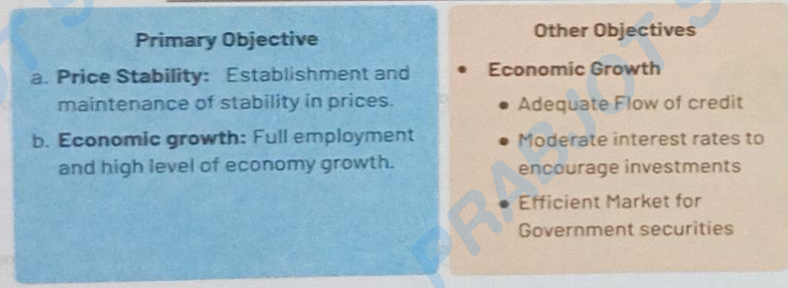 Primary Objective
a. Price Stability: Establishment and
maintenance of stability in prices.
b. Economic growth: Full employment
and high level of economy growth.
Other Objectives
• Economic Growth
• Adequate Flow of credit
• Moderate interest rates to
encourage investments
• Efficient Market for
Government securities
PRABJOT S